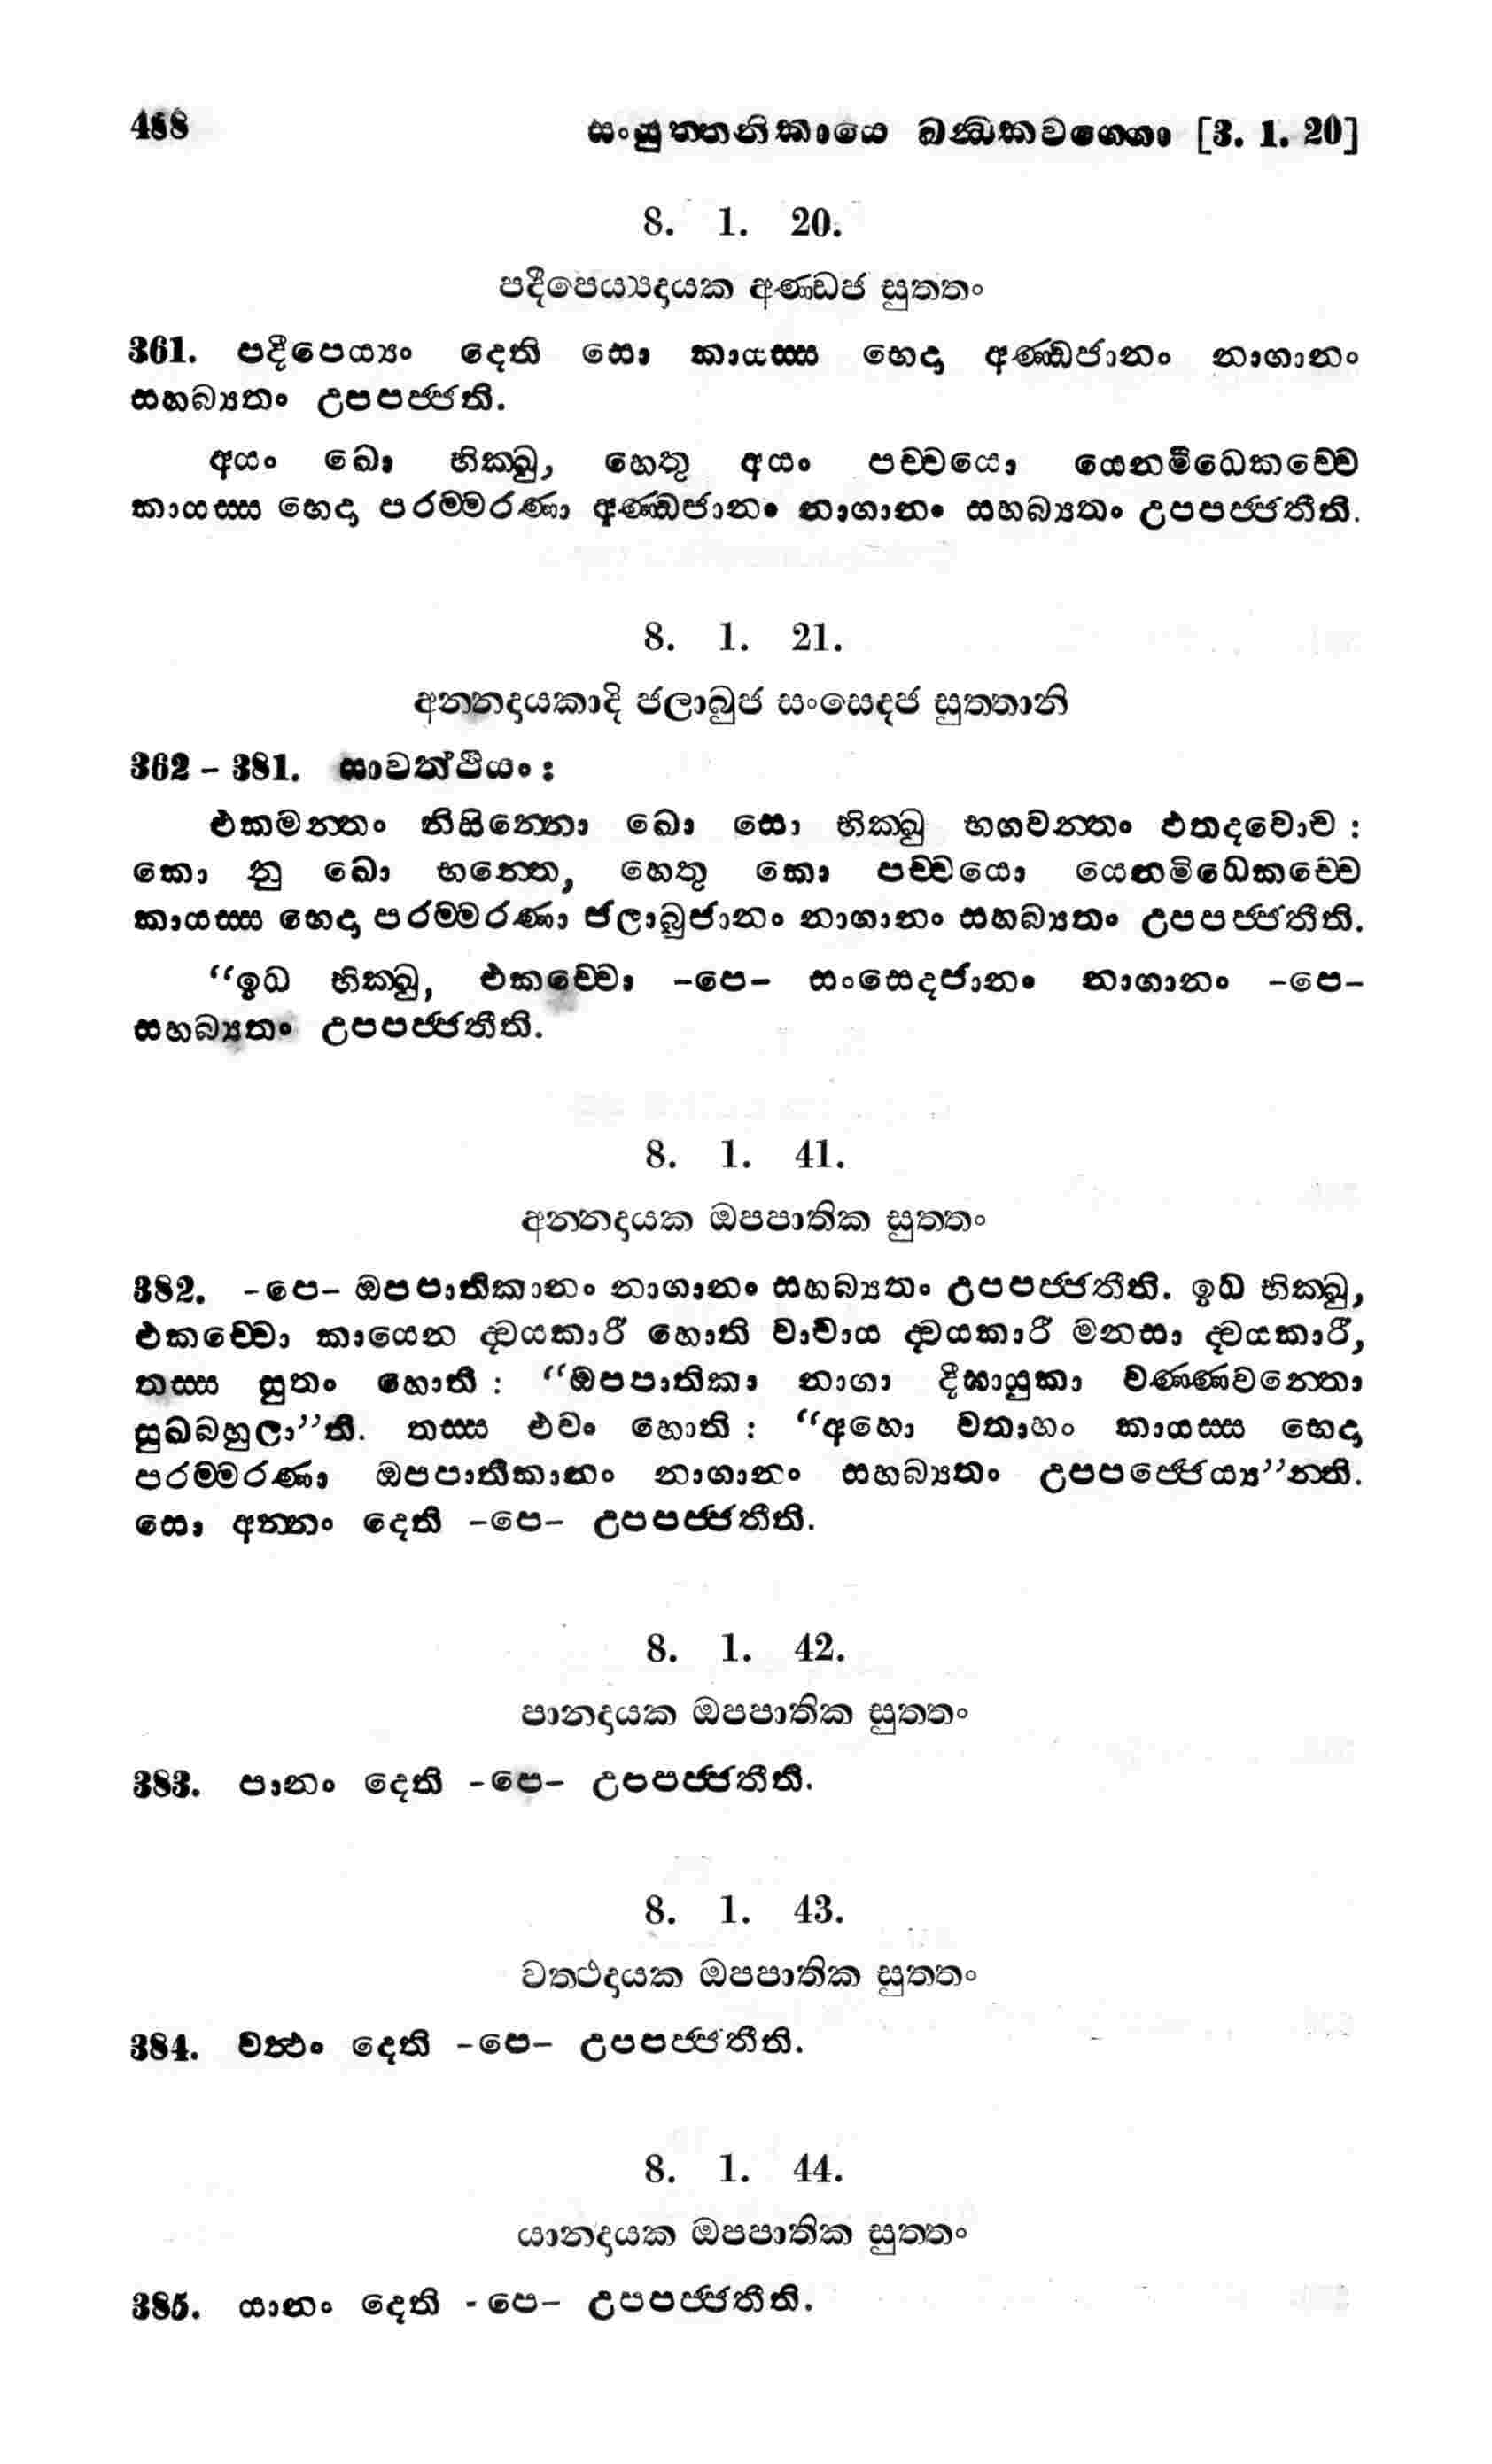 488 සංයුත්තනිකායෙ ඛන්ධකවග්ගො [3. 1. 20]
8. 1. 20.
පදීපෙය්‍යදායක අණ්ඩජ සුත්තං
361. පදීපෙය්‍යං දෙති සො කායස්ස භෙදා අණ්ඩජානං නාගානං
සහබ්‍යතං උපපජ්ජති.
අයං ඛො භික්ඛු, හෙතු අයං පච්චයො යෙනමිධෙකච්චෙ
කායස්ස භෙදා පරම්මරණා අණ්ඩජානං නාගානං සහබ්‍යතං උපපජ්ජතීති.
8. 1. 21.
අන්නදායකාදි ජලාබුජ සංසෙදජ සුත්තානි
362 - 381. සාවත්ථියං :
එකමන්තං නිසින්නො ඛො සො භික්ඛු භගවන්තං එතදවොච :
කො නු ඛො භන්තෙ, හෙතු කො පච්චයො යෙනමිධෙකච්චෙ
කායස්ස භෙදා පරම්මරණා ජලාබුජානං නාගානං සහබ්‍යතං උපපජ්ජතීති.
“ඉධ භික්ඛු, එකච්චො -පෙ- සංසෙදජානං නාගානං -පෙ-
සහබ්‍යතං උපපජ්ජතීති.
8. 1. 41.
අන්නදායක ඔපපාතික සුත්තං
382. -පෙ- ඔපපාතිකානං නාගානං සහබ්‍යතං උපපජ්ජතීති. ඉධ භික්ඛු,
එකච්චො කායෙන ද්වයකාරී හොති වාචාය ද්වයකාරී මනසා ද්වයකාරී,
තස්ස සුතං හොති : “ඔපපාතිකා නාගා දීඝායුකා වණ්ණවන්තො
සුඛබහුලා”ති. තස්ස එවං හොති : “අහො වතාහං කායස්ස භෙදා
පරම්මරණා ඔපපාතිකානං නාගානං සහබ්‍යතං උපපජ්ජෙය්‍ය”න්ති.
සො අන්නං දෙති -පෙ- උපපජ්ජතීති.
8. 1. 42.
පානදායක ඔපපාතික සුත්තං
383. පානං දෙති -පෙ- උපපජ්ජතීති.
8. 1. 43.
වත්ථදායක ඔපපාතික සුත්තං
384. වත්ථං දෙති -පෙ- උපපජ්ජතීති.
8. 1. 44.
යානදායක ඔපපාතික සුත්තං
385. යානං දෙති -පෙ- උපපජ්ජතීති.